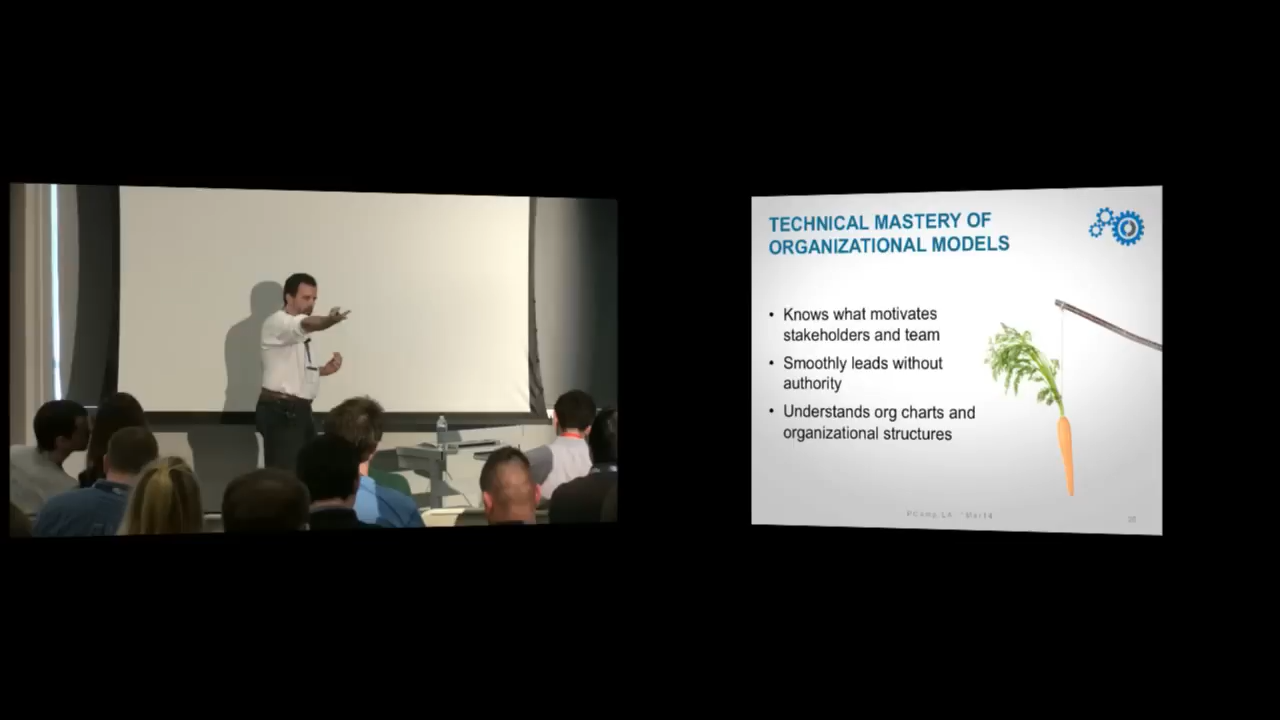 TECHNICAL MASTERY OF
ORGANIZATIONAL MODELS
• Knows what motivates
stakeholders and team
• Smoothly leads without
authority
• Understands org charts and
organizational structures